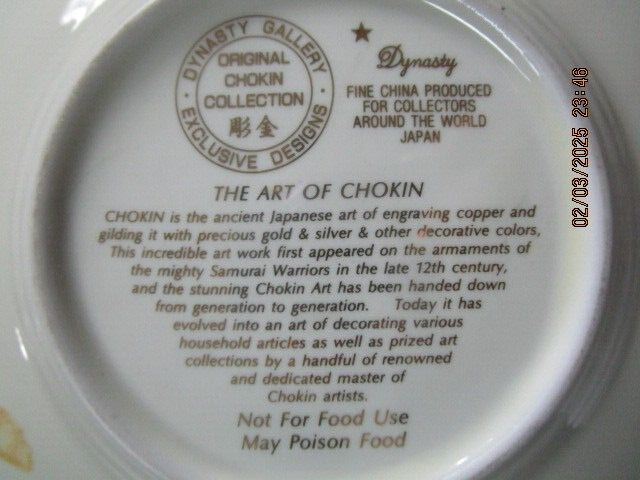 DYNASTY GALLERY
ORIGINAL
CHOKIN
COLLECTION
彫金
EXCLUSIVE DESIGNS
Dynasty
FINE CHINA PRODUCED
FOR COLLECTORS
AROUND THE WORLD
JAPAN
THE ART OF CHOKIN
CHOKIN is the ancient Japanese art of engraving copper and
gilding it with precious gold & silver & other decorative colors,
This incredible art work first appeared on the armaments of
the mighty Samurai Warriors in the late 12th century,
and the stunning Chokin Art has been handed down
from generation to generation. Today it has
evolved into an art of decorating various
household articles as well as prized art
collections by a handful of renowned
and dedicated master of
Chokin artists.
Not For Food Use
May Poison Food
02/03/2025 23:46